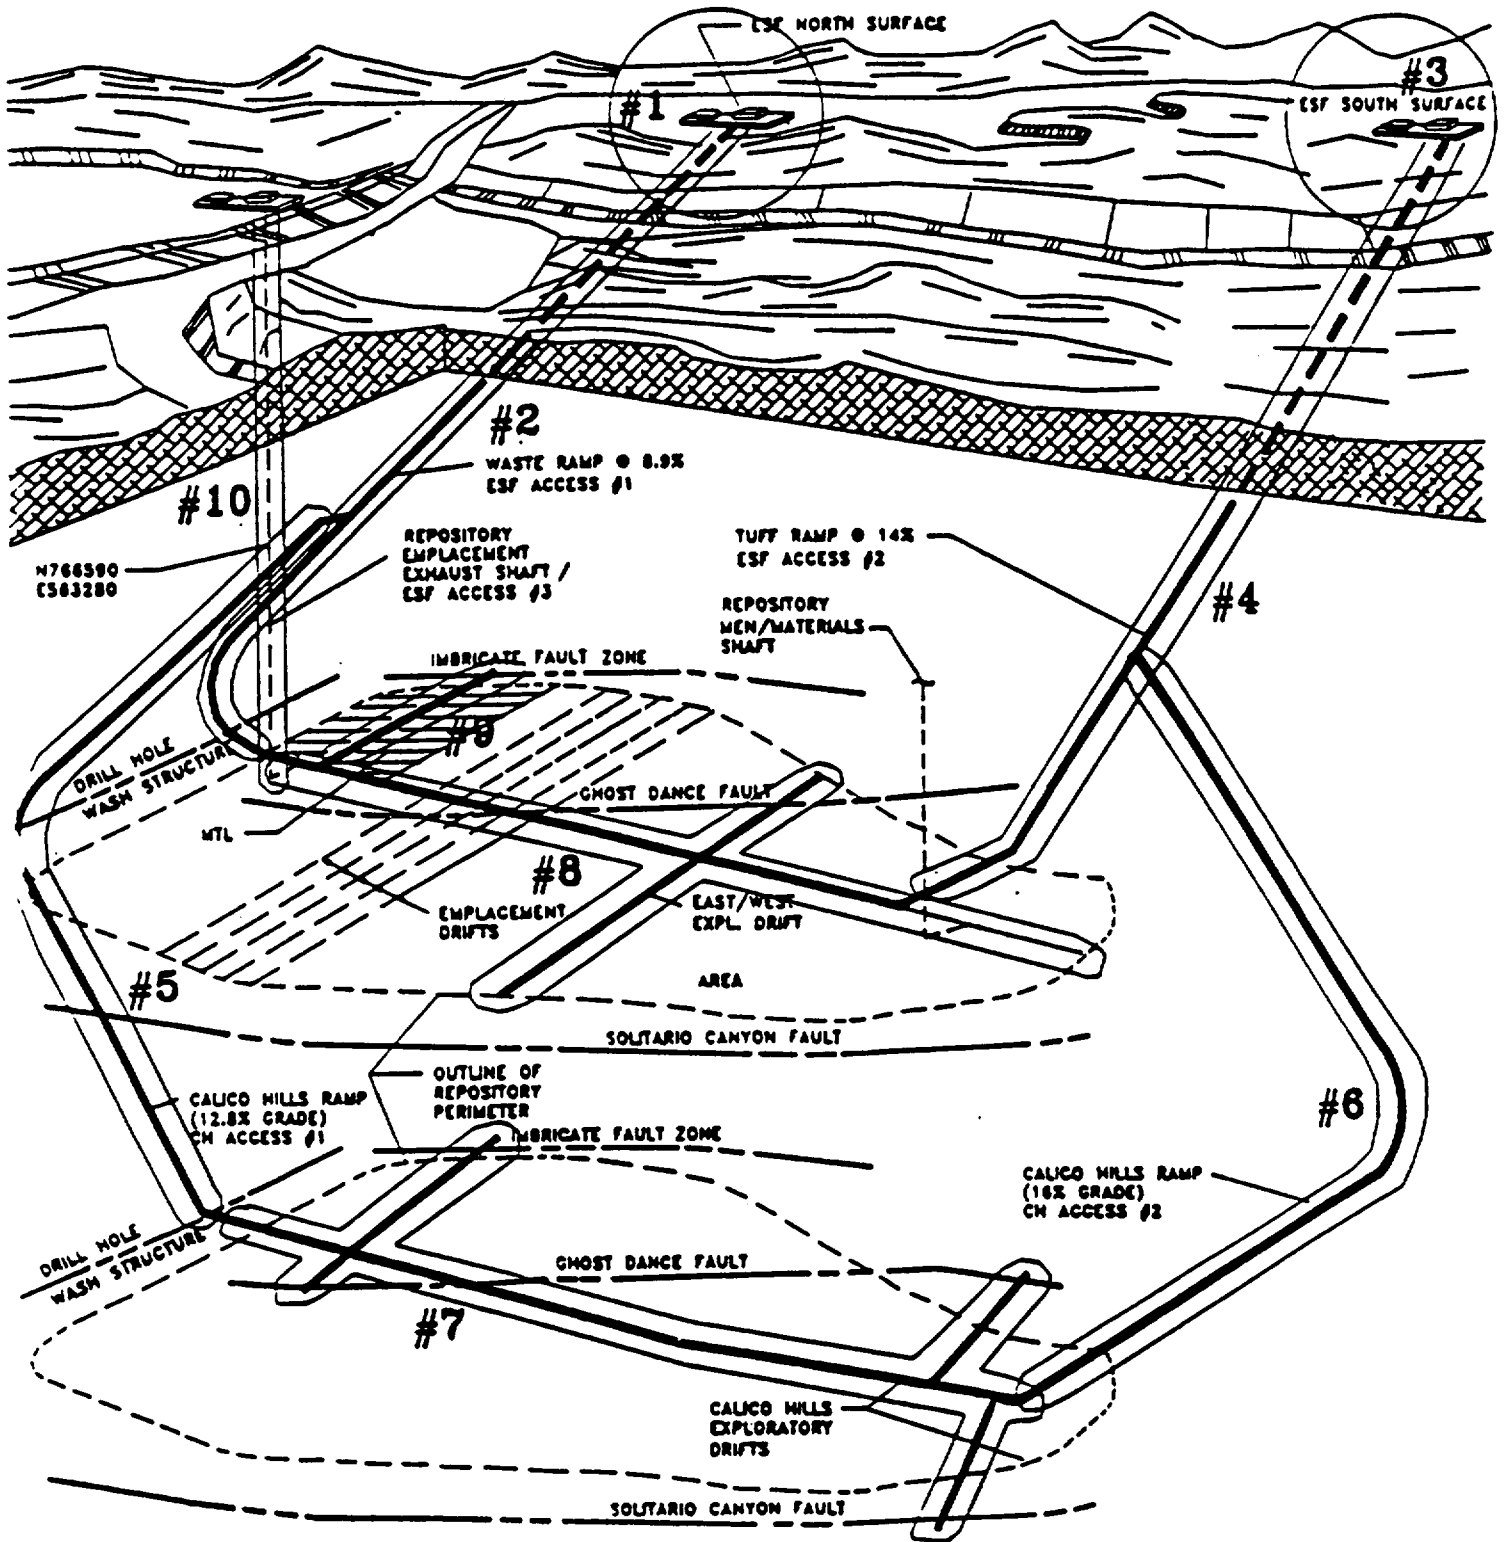 ESF NORTH SURFACE
#1
#3
ESF SOUTH SURFACE
#2
WASTE RAMP @ 8.9%
ESF ACCESS #1
#10
N766590
E563280
REPOSITORY
EMPLACEMENT
EXHAUST SHAFT /
ESF ACCESS #3
TUFF RAMP @ 14%
ESF ACCESS #2
#4
REPOSITORY
MEN/MATERIALS
SHAFT
IMBRICATE FAULT ZONE
#9
DRILL HOLE
WASH STRUCTURE
GHOST DANCE FAULT
MTL
#8
EMPLACEMENT
DRIFTS
EAST/WEST
EXPL. DRIFT
#5
AREA
SOLITARIO CANYON FAULT
OUTLINE OF
REPOSITORY
PERIMETER
CALICO HILLS RAMP
(12.8% GRADE)
CH ACCESS #1
#6
IMBRICATE FAULT ZONE
CALICO HILLS RAMP
(16% GRADE)
CH ACCESS #2
DRILL HOLE
WASH STRUCTURE
GHOST DANCE FAULT
#7
CALICO HILLS
EXPLORATORY
DRIFTS
SOLITARIO CANYON FAULT